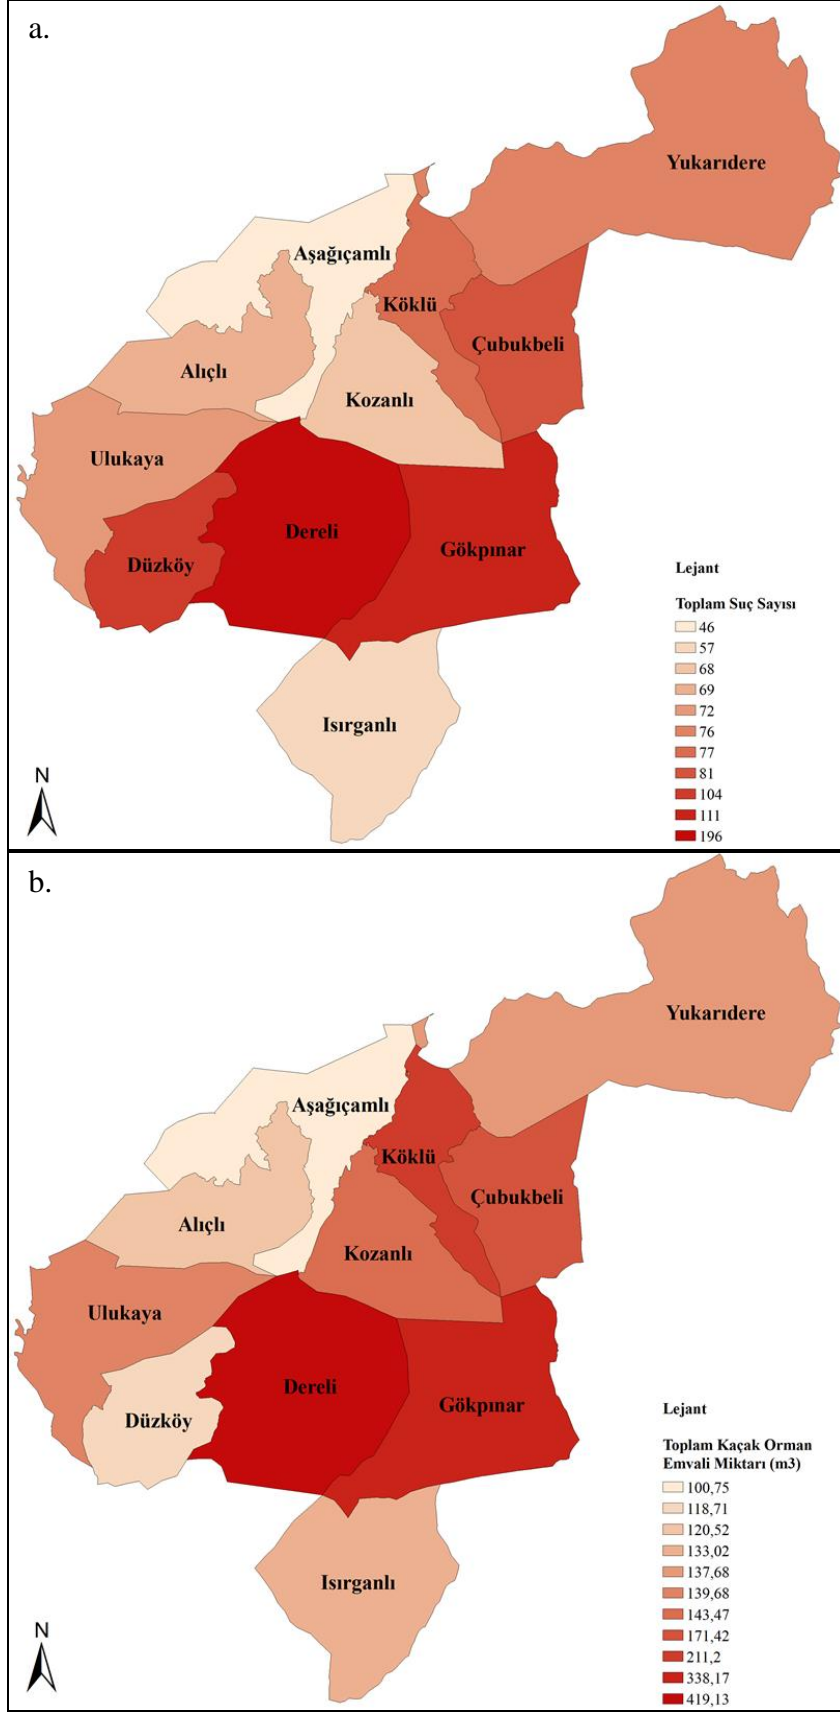 a.
Yukarıdere
Aşağıçamlı
Köklü
Çubukbeli
Alıçlı
Kozanlı
Ulukaya
Dereli
Gökpınar
Düzköy
Isırganlı
N
Lejant
Toplam Suç Sayısı
46
57
68
69
72
76
77
81
104
111
196
b.
Yukarıdere
Aşağıçamlı
Köklü
Çubukbeli
Alıçlı
Kozanlı
Ulukaya
Dereli
Gökpınar
Düzköy
Isırganlı
N
Lejant
Toplam Kaçak Orman
Emvali Miktarı (m3)
100,75
118,71
120,52
133,02
137,68
139,68
143,47
171,42
211,2
338,17
419,13